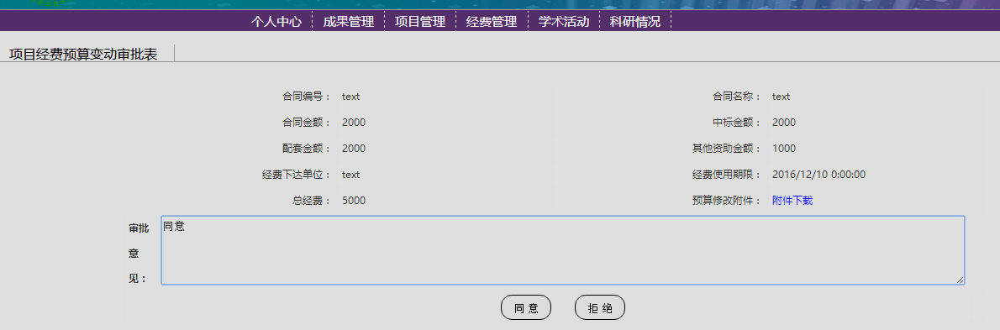 个人中心 成果管理 项目管理 经费管理 学术活动 科研情况
项目经费预算变动审批表
合同编号： text 合同名称： text
合同金额： 2000 中标金额： 2000
配套金额： 2000 其他资助金额： 1000
经费下达单位： text 经费使用期限： 2016/12/10 0:00:00
总经费： 5000 预算修改附件： 附件下载
审批
意
见：
同意
同 意 拒 绝